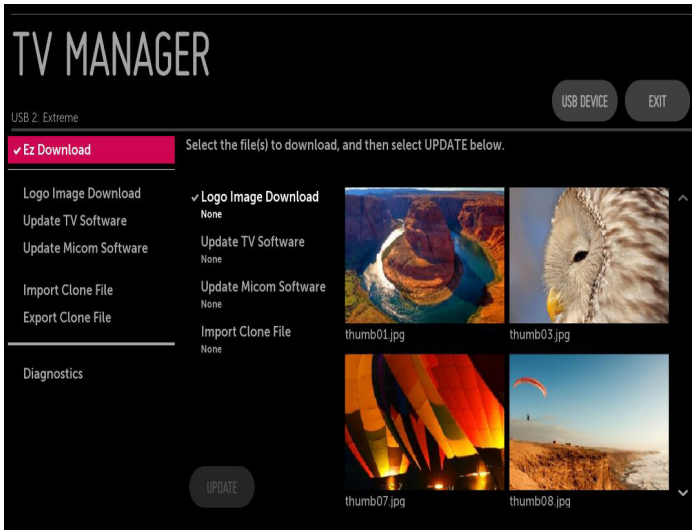 TV MANAGER
USB DEVICE
EXIT
USB 2: Extreme
Ez Download
Select the file(s) to download, and then select UPDATE below.
Logo Image Download
Update TV Software
Update Micom Software
Import Clone File
Export Clone File
Diagnostics
Logo Image Download
None
Update TV Software
None
Update Micom Software
None
Import Clone File
None
thumb01.jpg
thumb03.jpg
thumb07.jpg
thumb08.jpg
UPDATE